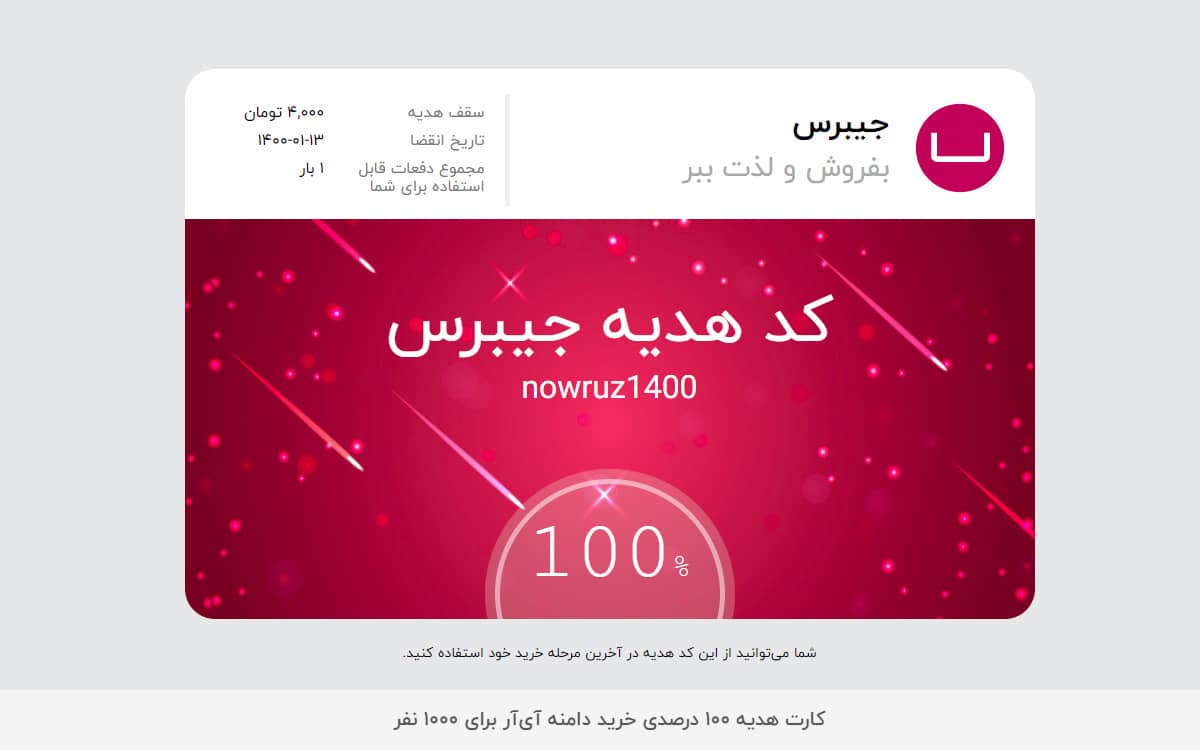 جیبرس
بفروش و لذت ببر
سقف هدیه ۴,۰۰۰ تومان
تاریخ انقضا ۱۴۰۰-۰۱-۱۳
مجموع دفعات قابل ۱ بار
استفاده برای شما
کد هدیه جیبرس
nowruz1400
100%
شما می‌توانید از این کد هدیه در آخرین مرحله خرید خود استفاده کنید.
کارت هدیه ۱۰۰ درصدی خرید دامنه آی‌آر برای ۱۰۰۰ نفر